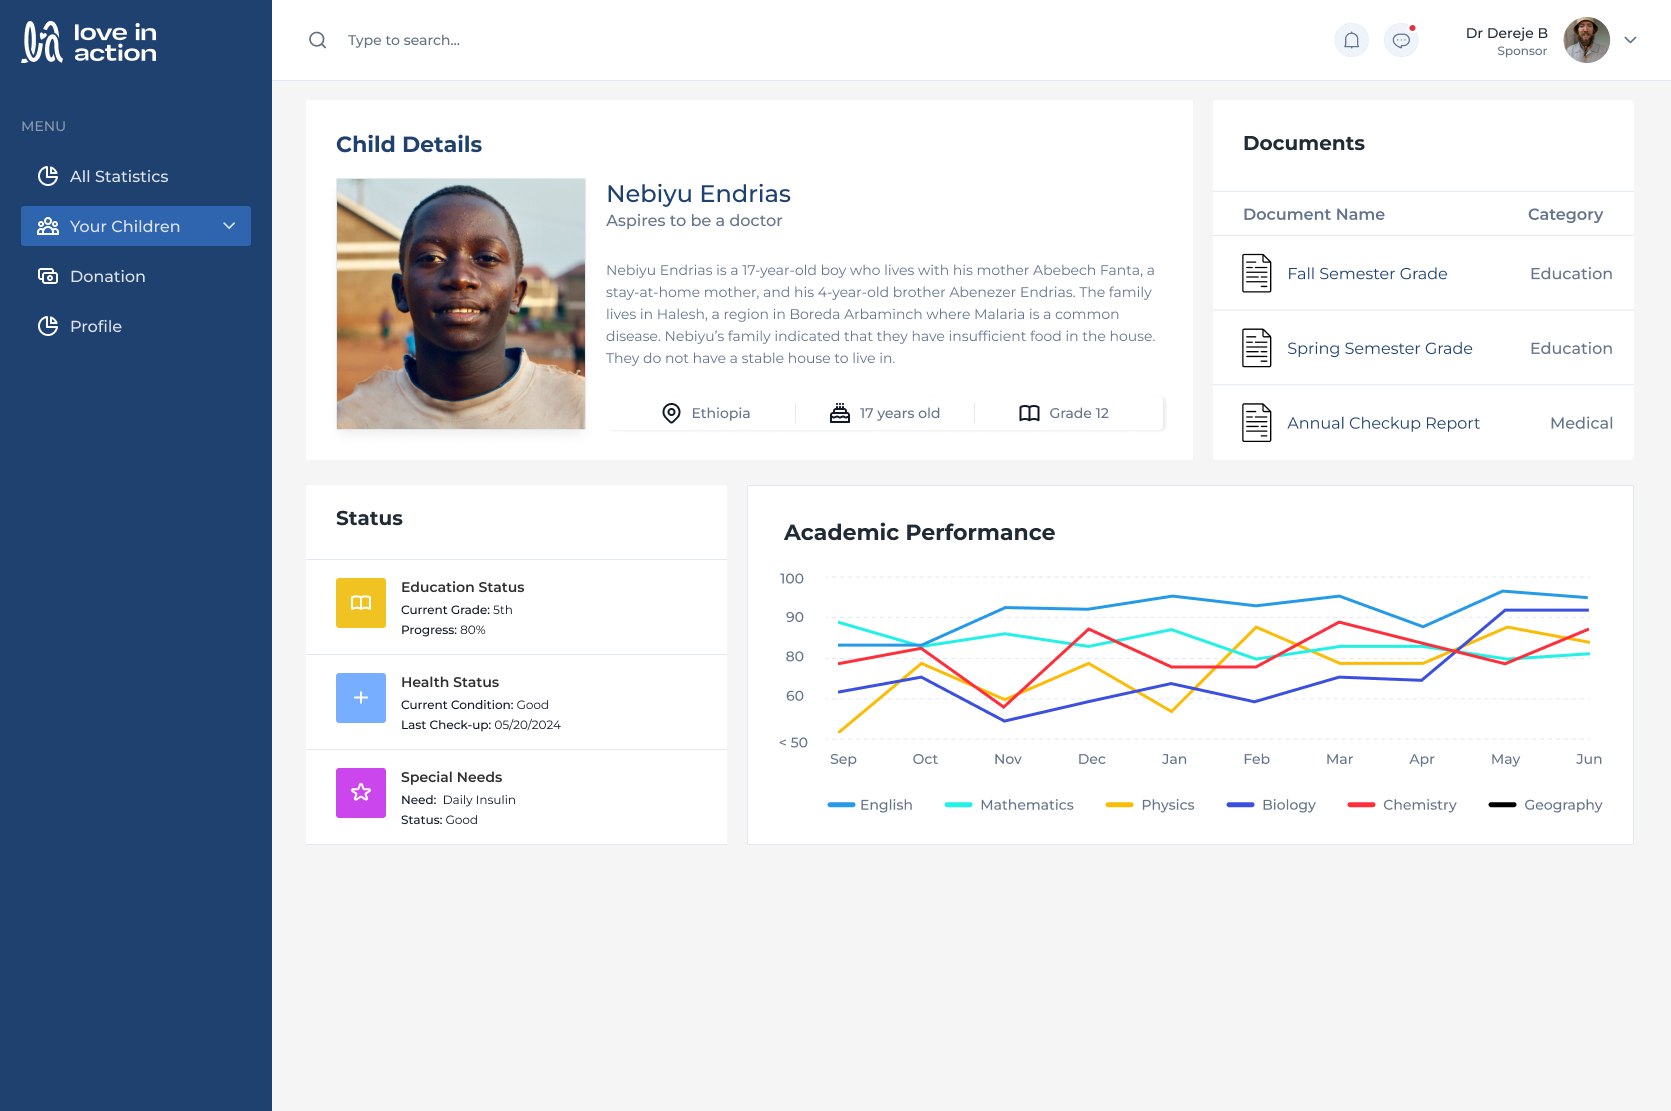 love in
action
Type to search...
Dr Dereje B
Sponsor
MENU
All Statistics
Your Children
Donation
Profile
Child Details
Nebiyu Endrias
Aspires to be a doctor
Nebiyu Endrias is a 17-year-old boy who lives with his mother Abebech Fanta, a
stay-at-home mother, and his 4-year-old brother Abenezer Endrias. The family
lives in Halesh, a region in Boreda Arbaminch where Malaria is a common
disease. Nebiyu’s family indicated that they have insufficient food in the house.
They do not have a stable house to live in.
Ethiopia
17 years old
Grade 12
Documents
Document Name Category
Fall Semester Grade Education
Spring Semester Grade Education
Annual Checkup Report Medical
Status
Education Status
Current Grade: 5th
Progress: 80%
Health Status
Current Condition: Good
Last Check-up: 05/20/2024
Special Needs
Need: Daily Insulin
Status: Good
Academic Performance
100
90
80
60
< 50
Sep Oct Nov Dec Jan Feb Mar Apr May Jun
English Mathematics Physics Biology Chemistry Geography